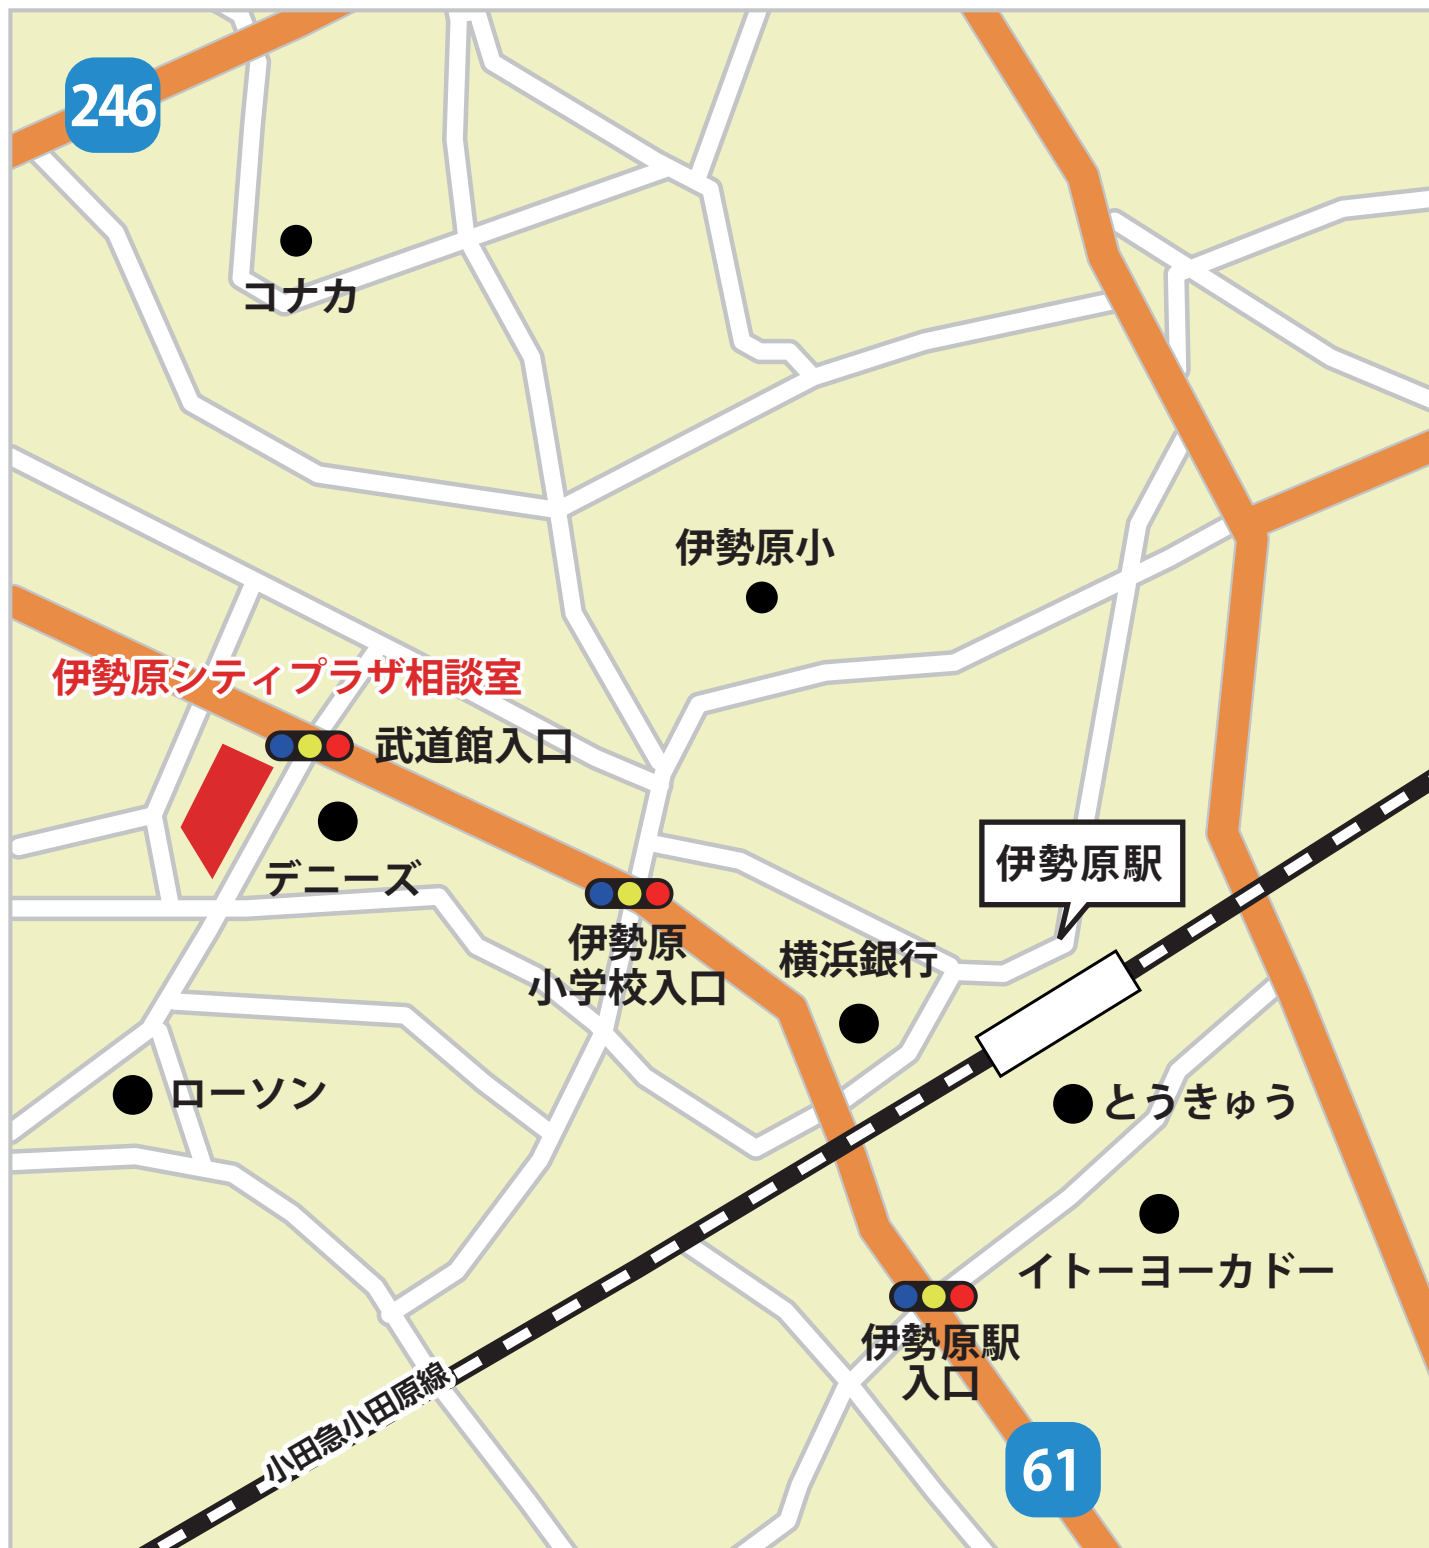 246
コナカ
伊勢原小
伊勢原シティプラザ相談室
武道館入口
デニーズ
伊勢原駅
伊勢原
小学校入口
横浜銀行
ローソン
とうきゅう
イトーヨーカドー
伊勢原駅
入口
小田急小田原線
61